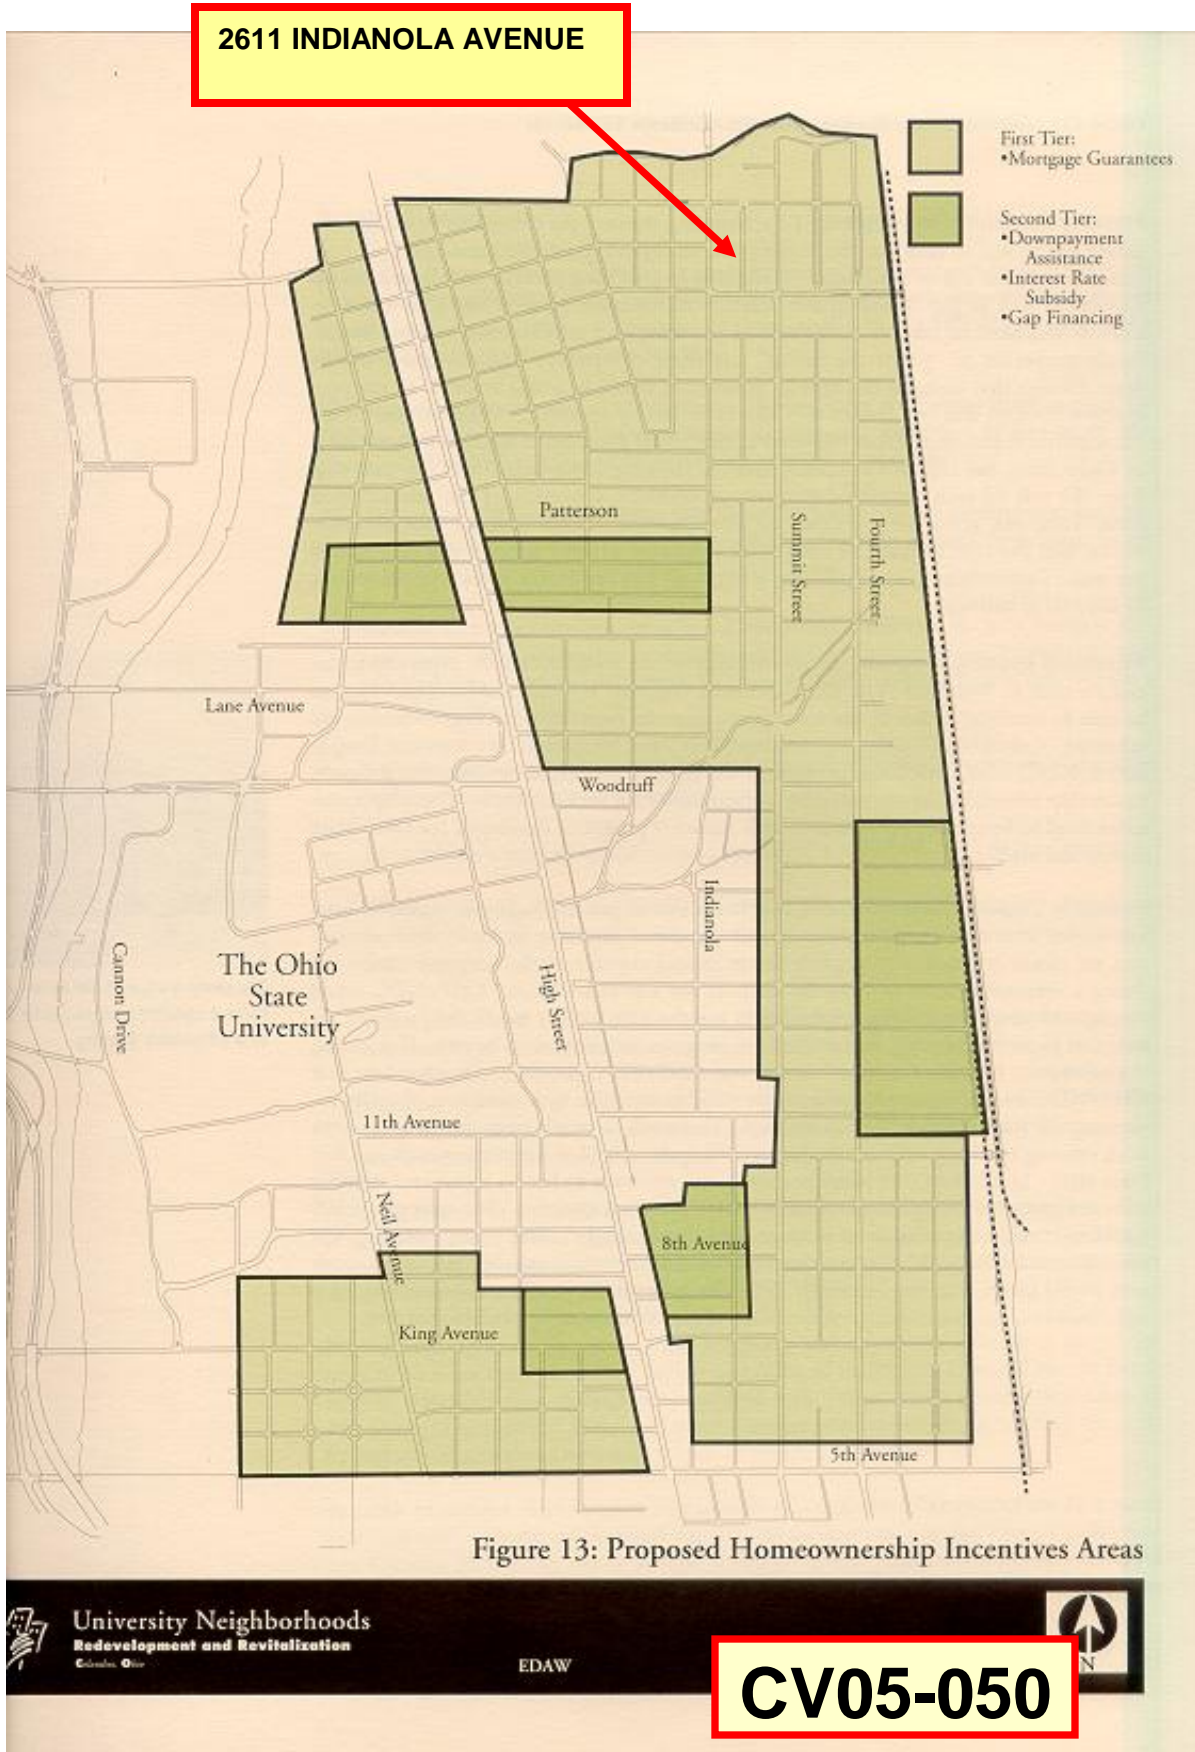 2611 INDIANOLA AVENUE
First Tier:
•Mortgage Guarantees
Second Tier:
•Downpayment
Assistance
•Interest Rate
Subsidy
•Gap Financing
Patterson
Summit Street
Fourth Street
Lane Avenue
Woodruff
Indianola
The Ohio
State
University
High Street
Cannon Drive
11th Avenue
Neil Avenue
8th Avenue
King Avenue
5th Avenue
Figure 13: Proposed Homeownership Incentives Areas
University Neighborhoods
Redevelopment and Revitalization
Columbus, Ohio
EDAW
N
CV05-050